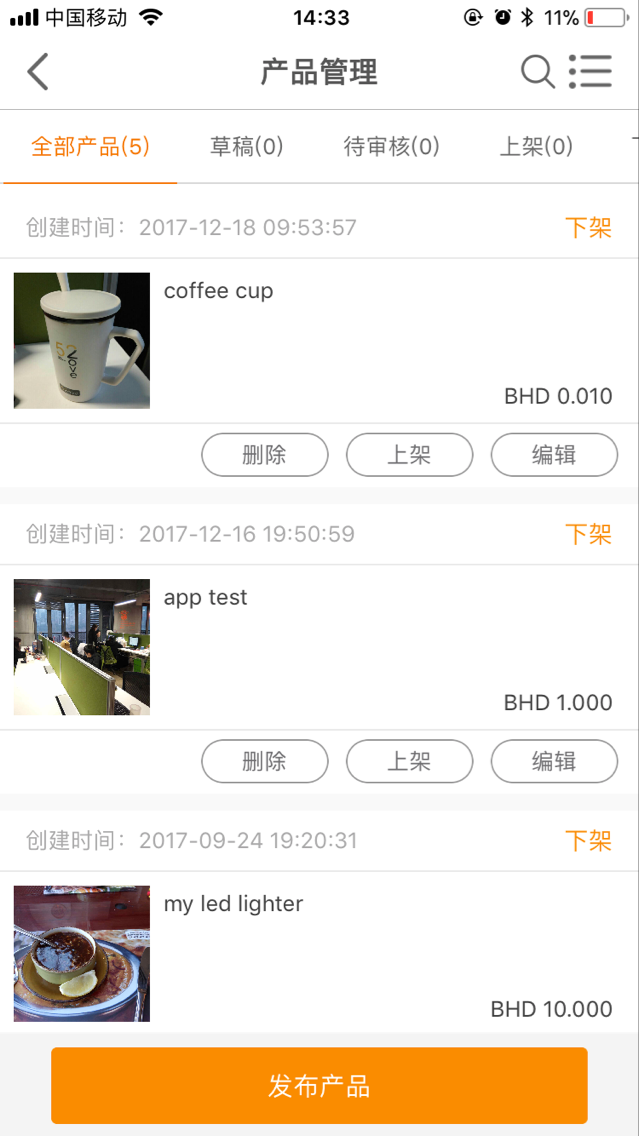 中国移动 14:33 11%
产品管理
全部产品(5) 草稿(0) 待审核(0) 上架(0)
创建时间：2017-12-18 09:53:57 下架
coffee cup
52
LOVE
BHD 0.010
删除 上架 编辑
创建时间：2017-12-16 19:50:59 下架
app test
BHD 1.000
删除 上架 编辑
创建时间：2017-09-24 19:20:31 下架
my led lighter
BHD 10.000
发布产品